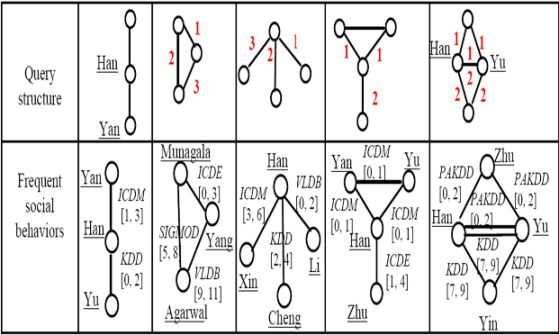 Query
structure
Han
Yan
1
2
3
3
2
1
1
1
2
Han
Yu
1
1
1
2
2
2
Frequent
social
behaviors
Yan
ICDM
[1, 3]
Han
KDD
[0, 2]
Yu
Munagala
ICDE
[0, 3]
SIGMOD
[5, 8]
Yang
VLDB
[9, 11]
Agarwal
Han
ICDM
[3, 6]
VLDB
[0, 2]
KDD
[2, 4]
Xin
Li
Cheng
ICDM
[0, 1]
Yan
Yu
ICDM
[0, 1]
ICDM
[0, 1]
Han
ICDE
[1, 4]
Zhu
Zhu
PAKDD
[0, 2]
PAKDD
[0, 2]
PAKDD
[0, 2]
Han
Yu
KDD
[7, 9]
KDD
[7, 9]
KDD
[7, 9]
Yin